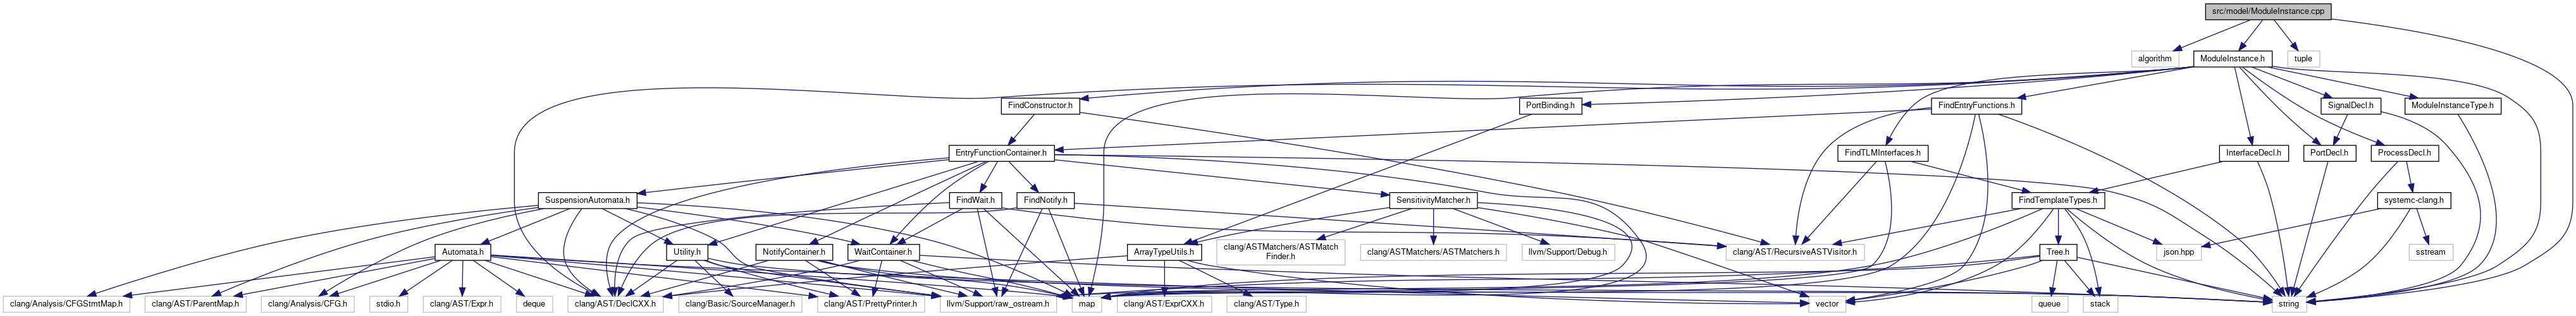 src/model/ModuleInstance.cpp
algorithm
ModuleInstance.h
tuple
FindConstructor.h
PortBinding.h
FindEntryFunctions.h
SignalDecl.h
ModuleInstanceType.h
EntryFunctionContainer.h
FindTLMInterfaces.h
InterfaceDecl.h
PortDecl.h
ProcessDecl.h
SuspensionAutomata.h
FindWait.h
FindNotify.h
SensitivityMatcher.h
FindTemplateTypes.h
systemc-clang.h
Automata.h
Utility.h
NotifyContainer.h
WaitContainer.h
ArrayTypeUtils.h
clang/ASTMatchers/ASTMatch
Finder.h
clang/ASTMatchers/ASTMatchers.h
llvm/Support/Debug.h
clang/AST/RecursiveASTVisitor.h
Tree.h
json.hpp
sstream
clang/Analysis/CFGStmtMap.h
clang/AST/ParentMap.h
clang/Analysis/CFG.h
stdio.h
clang/AST/Expr.h
deque
clang/AST/DeclCXX.h
clang/Basic/SourceManager.h
clang/AST/PrettyPrinter.h
llvm/Support/raw_ostream.h
map
clang/AST/ExprCXX.h
clang/AST/Type.h
vector
queue
stack
string